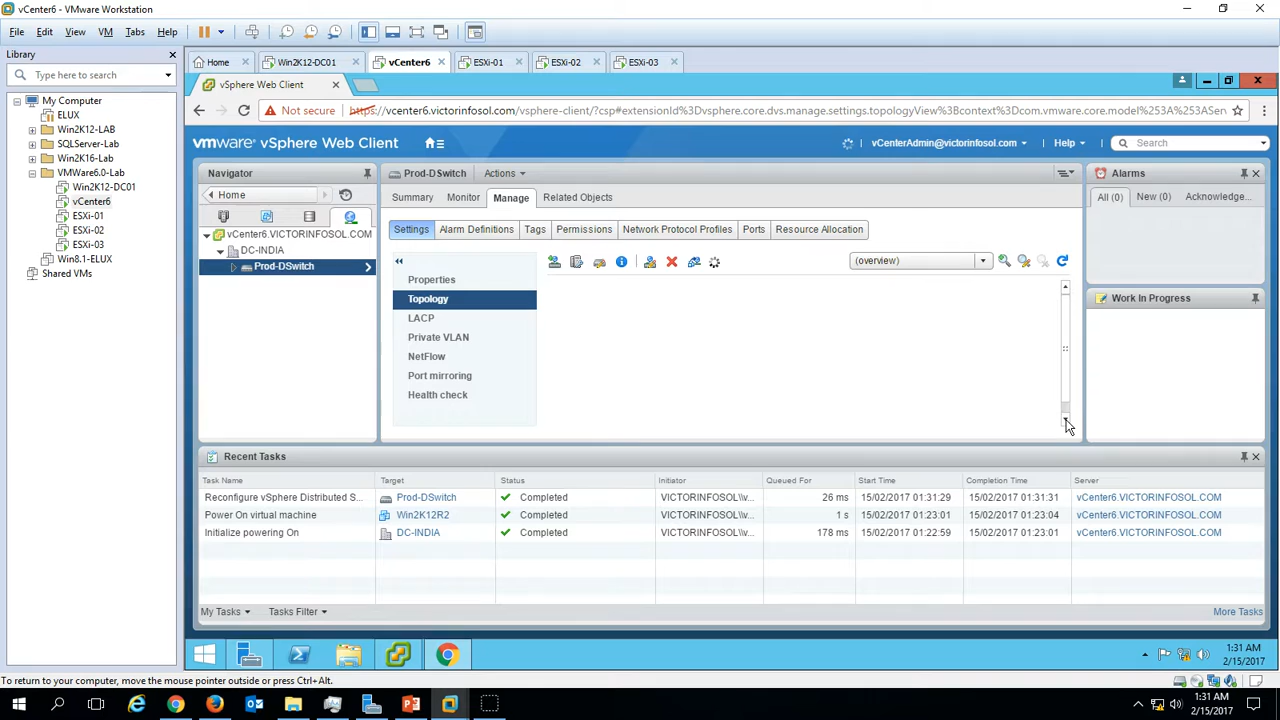 vCenter6 - VMware Workstation
File Edit View VM Tabs Help
Library
Type here to search
My Computer
ELUX
Win2K12-LAB
SQLServer-Lab
Win2K16-Lab
VMWare6.0-Lab
Win2K12-DC01
vCenter6
ESXi-01
ESXi-02
ESXi-03
Win8.1-ELUX
Shared VMs
Home Win2K12-DC01 vCenter6 ESXi-01 ESXi-02 ESXi-03
vSphere Web Client
Not secure https://vcenter6.victorinfosol.com/vsphere-client/?csp#extensionId%3Dvsphere.core.dvs.manage.settings.topologyView%3Bcontext%3Dcom.vmware.core.model%253A%253AServ
vmware® vSphere Web Client
vCenterAdmin@victorinfosol.com Help Search
Navigator
Home
vCenter6.VICTORINFOSOL.COM
DC-INDIA
Prod-DSwitch
Prod-DSwitch Actions
Summary Monitor Manage Related Objects
Settings Alarm Definitions Tags Permissions Network Protocol Profiles Ports Resource Allocation
Properties
Topology
LACP
Private VLAN
NetFlow
Port mirroring
Health check
(overview)
Alarms
All (0) New (0) Acknowledge...
Work In Progress
Recent Tasks
Task Name Target Status Initiator Queued For Start Time Completion Time Server
Reconfigure vSphere Distributed S... Prod-DSwitch Completed VICTORINFOSOL\\v... 26 ms 15/02/2017 01:31:29 15/02/2017 01:31:31 vCenter6.VICTORINFOSOL.COM
Power On virtual machine Win2K12R2 Completed VICTORINFOSOL\\v... 1 s 15/02/2017 01:23:01 15/02/2017 01:23:04 vCenter6.VICTORINFOSOL.COM
Initialize powering On DC-INDIA Completed VICTORINFOSOL\\v... 178 ms 15/02/2017 01:22:59 15/02/2017 01:23:01 vCenter6.VICTORINFOSOL.COM
My Tasks Tasks Filter More Tasks
1:31 AM
2/15/2017
To return to your computer, move the mouse pointer outside or press Ctrl+Alt.
1:31 AM
2/15/2017